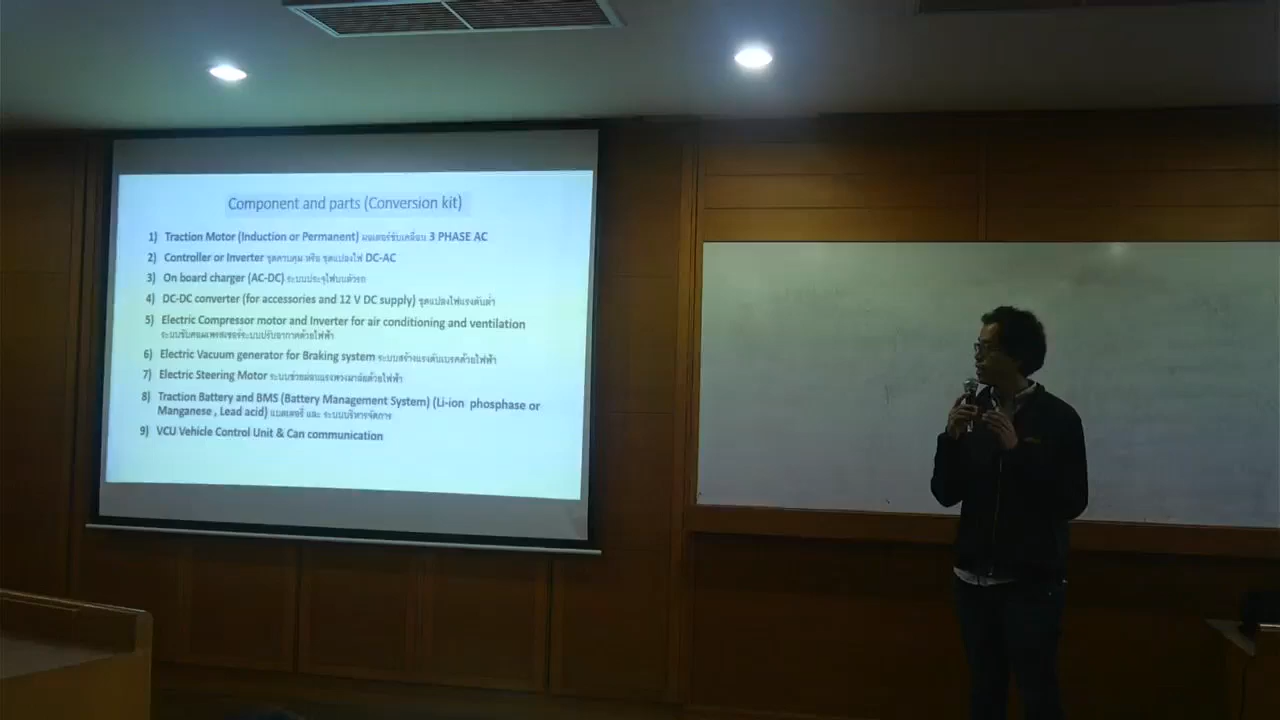 Component and parts (Conversion kit)
1) Traction Motor (Induction or Permanent) มอเตอร์ขับเคลื่อน 3 PHASE AC
2) Controller or Inverter ชุดควบคุม หรือ ชุดแปลงไฟ DC-AC
3) On board charger (AC-DC) ระบบประจุไฟบนตัวรถ
4) DC-DC converter (for accessories and 12 V DC supply) ชุดแปลงไฟแรงดันต่ำ
5) Electric Compressor motor and Inverter for air conditioning and ventilation
ระบบขับคอมเพรสเซอร์ระบบปรับอากาศด้วยไฟฟ้า
6) Electric Vacuum generator for Braking system ระบบสร้างแรงดันเบรคด้วยไฟฟ้า
7) Electric Steering Motor ระบบช่วยผ่อนแรงพวงมาลัยด้วยไฟฟ้า
8) Traction Battery and BMS (Battery Management System) (Li-ion phosphase or
Manganese , Lead acid) แบตเตอรี่ และ ระบบบริหารจัดการ
9) VCU Vehicle Control Unit & Can communication